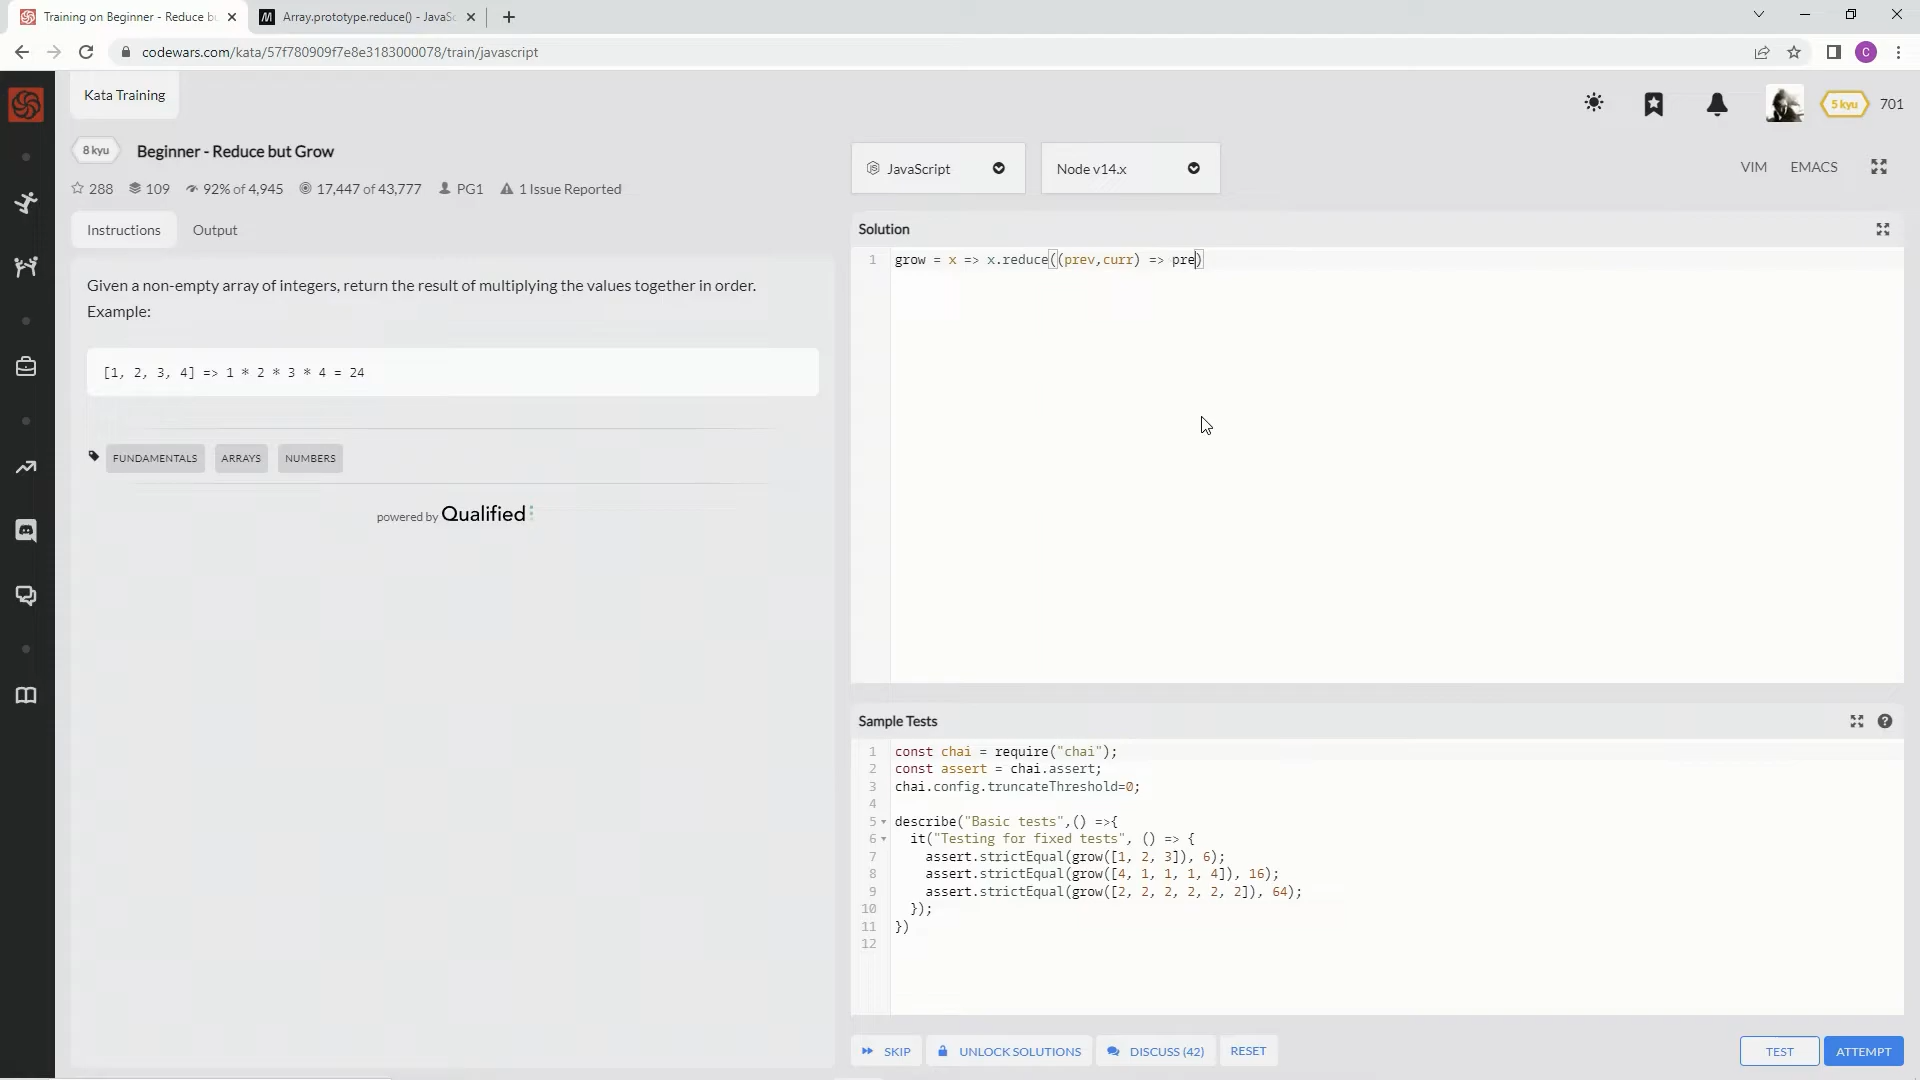 Training on Beginner - Reduce bu
Array.prototype.reduce() - JavaSc
codewars.com/kata/57f780909f7e8e3183000078/train/javascript
C
Kata Training
5 kyu
701
8 kyu
Beginner - Reduce but Grow
288
109
92% of 4,945
17,447 of 43,777
PG1
1 Issue Reported
JavaScript
Node v14.x
VIM
EMACS
Instructions
Output
Given a non-empty array of integers, return the result of multiplying the values together in order.
Example:
[1, 2, 3, 4] => 1 * 2 * 3 * 4 = 24
FUNDAMENTALS
ARRAYS
NUMBERS
powered by Qualified
Solution
1 grow = x => x.reduce((prev,curr) => pre)
Sample Tests
1 const chai = require("chai");
2 const assert = chai.assert;
3 chai.config.truncateThreshold=0;
4
5 describe("Basic tests",() =>{
6 it("Testing for fixed tests", () => {
7 assert.strictEqual(grow([1, 2, 3]), 6);
8 assert.strictEqual(grow([4, 1, 1, 1, 4]), 16);
9 assert.strictEqual(grow([2, 2, 2, 2, 2, 2]), 64);
10 });
11 })
12
SKIP
UNLOCK SOLUTIONS
DISCUSS (42)
RESET
TEST
ATTEMPT